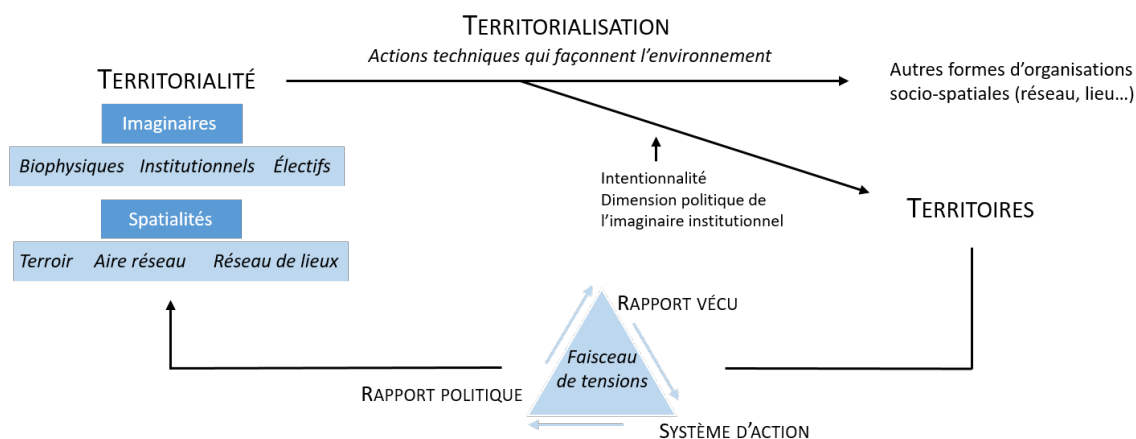 TERRITORIALISATION
Actions techniques qui façonnent l’environnement
TERRITORIALITÉ
Autres formes d’organisations
socio-spatiales (réseau, lieu…)
Imaginaires
Biophysiques Institutionnels Électifs
Intentionnalité
Dimension politique de
l’imaginaire institutionnel
TERRITOIRES
Spatialités
Terroir Aire réseau Réseau de lieux
RAPPORT VÉCU
Faisceau
de tensions
RAPPORT POLITIQUE
SYSTÈME D’ACTION